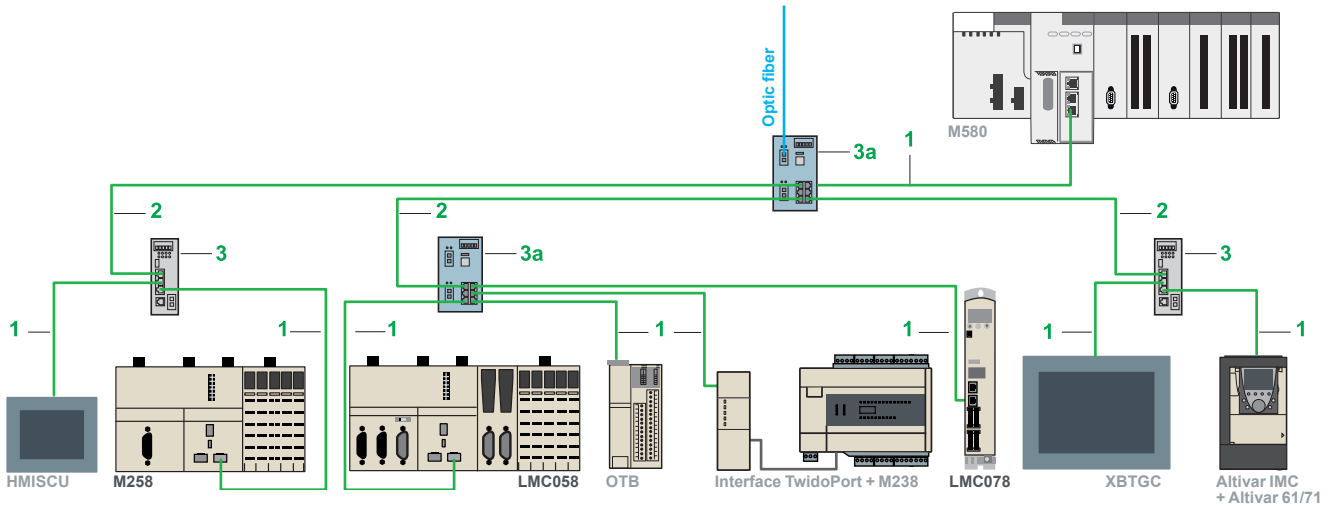 Optic fiber
M580
3a
1
2
2
2
3
3a
3
1
1
1
1
1
1
1
HMISCU
M258
LMC058
OTB
Interface TwidoPort + M238
LMC078
XBTGC
Altivar IMC
+ Altivar 61/71